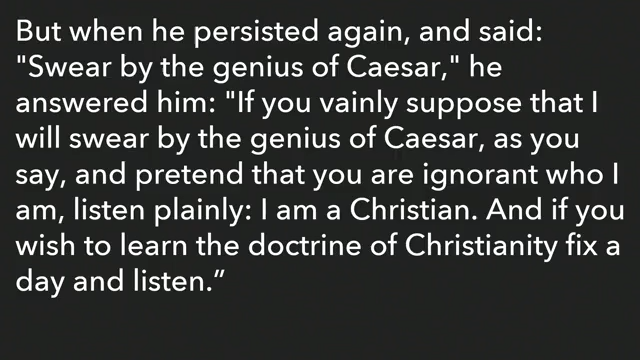 But when he persisted again, and said:
"Swear by the genius of Caesar," he
answered him: "If you vainly suppose that I
will swear by the genius of Caesar, as you
say, and pretend that you are ignorant who I
am, listen plainly: I am a Christian. And if you
wish to learn the doctrine of Christianity fix a
day and listen.”